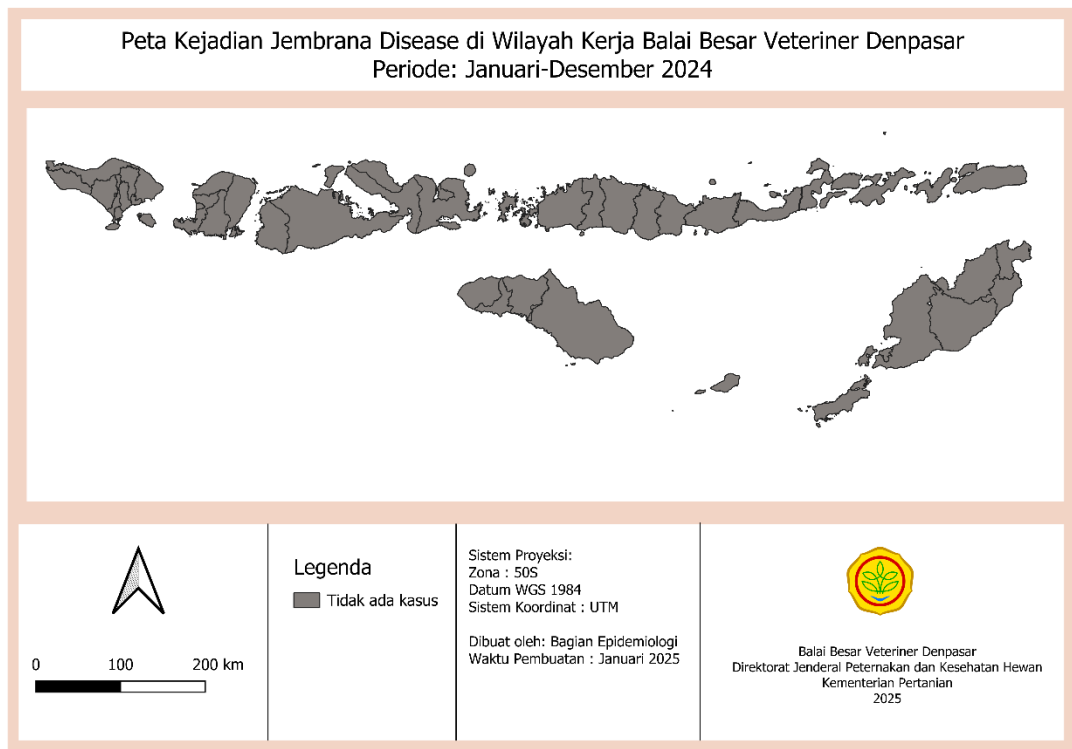 Peta Kejadian Jembrana Disease di Wilayah Kerja Balai Besar Veteriner Denpasar
Periode: Januari-Desember 2024
0 100 200 km
Legenda
Tidak ada kasus
Sistem Proyeksi:
Zona : 50S
Datum WGS 1984
Sistem Koordinat : UTM
Dibuat oleh: Bagian Epidemiologi
Waktu Pembuatan : Januari 2025
Balai Besar Veteriner Denpasar
Direktorat Jenderal Peternakan dan Kesehatan Hewan
Kementerian Pertanian
2025